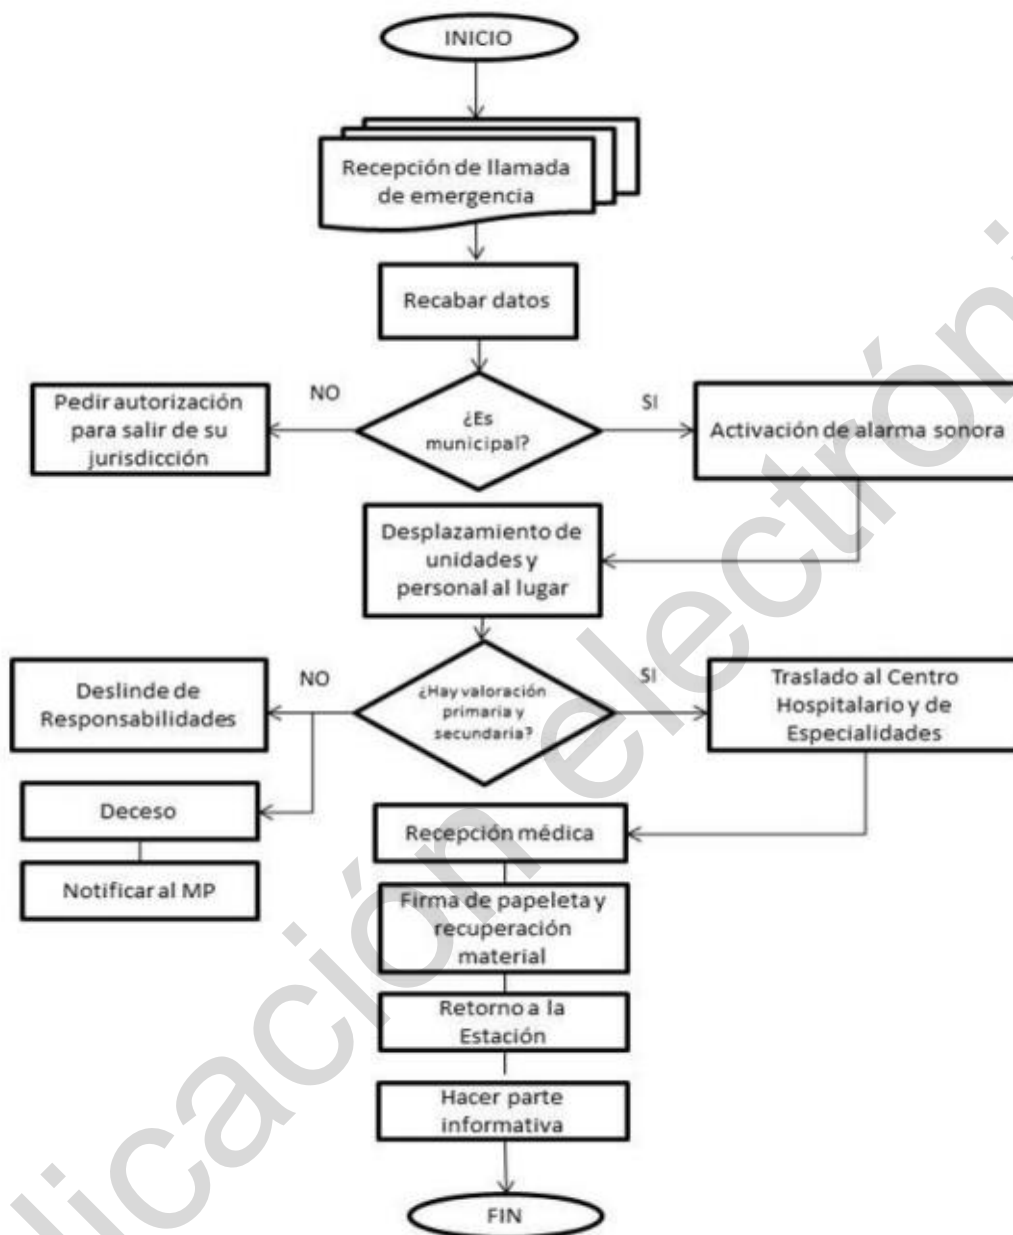 INICIO
Recepción de llamada
de emergencia
Recabar datos
NO
SI
Pedir autorización
para salir de su
jurisdicción
¿Es
municipal?
Activación de alarma sonora
Desplazamiento de
unidades y
personal al lugar
NO
SI
Deslinde de
Responsabilidades
¿Hay valoración
primaria y
secundaria?
Traslado al Centro
Hospitalario y de
Especialidades
Deceso
Recepción médica
Notificar al MP
Firma de papeleta y
recuperación
material
Retorno a la
Estación
Hacer parte
informativa
FIN